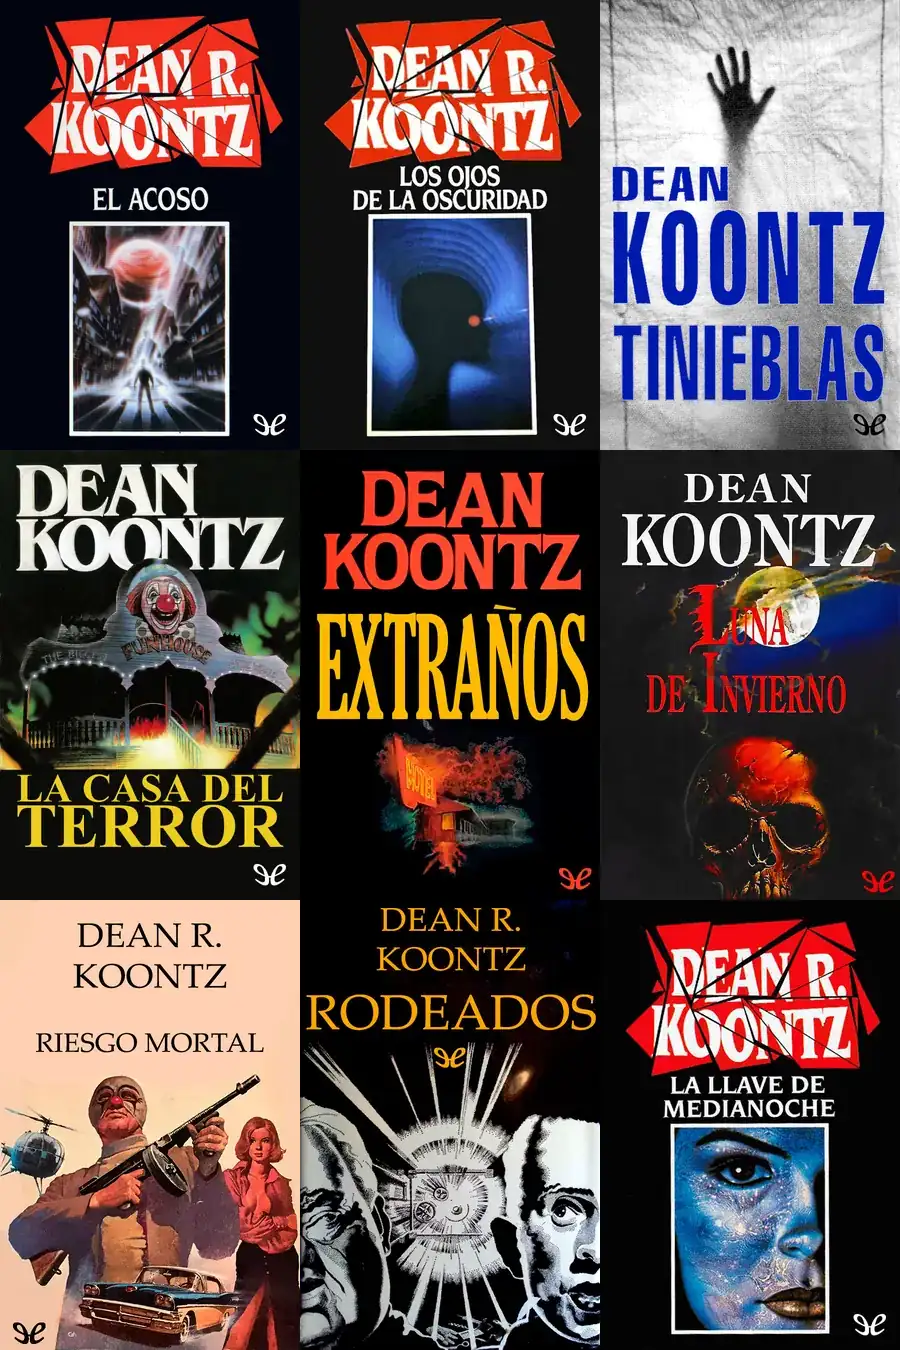 DEAN R.
KOONTZ
EL ACOSO
DEAN R.
KOONTZ
LOS OJOS
DE LA OSCURIDAD
DEAN
KOONTZ
TINIEBLAS
DEAN
KOONTZ
FUNHOUSE
LA CASA DEL
TERROR
DEAN
KOONTZ
EXTRAÑOS
MOTEL
DEAN
KOONTZ
LUNA
DE INVIERNO
DEAN R.
KOONTZ
RIESGO MORTAL
DEAN R.
KOONTZ
RODEADOS
DEAN R.
KOONTZ
LA LLAVE DE
MEDIANOCHE